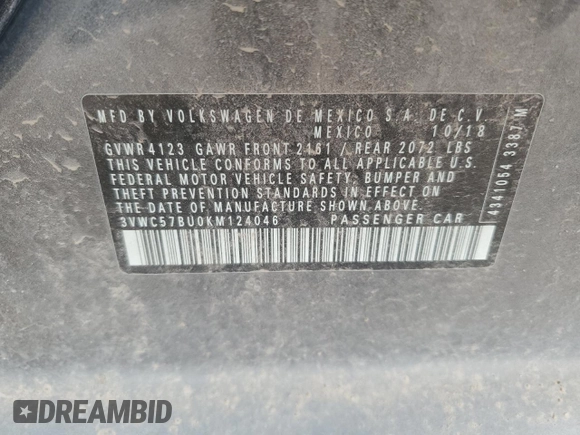 MFD BY VOLKSWAGEN DE MEXICO S.A. DE C.V.
MEXICO 10/18
GVWR 4123 GAWR FRONT 2161 / REAR 2072 LBS
THIS VEHICLE CONFORMS TO ALL APPLICABLE U.S.
FEDERAL MOTOR VEHICLE SAFETY, BUMPER AND
THEFT PREVENTION STANDARDS IN EFFECT ON
THE DATE OF MANUFACTURE SHOWN ABOVE.
3VWC57BU0KM124046 PASSENGER CAR
4341054 3387 M
DREAMBID